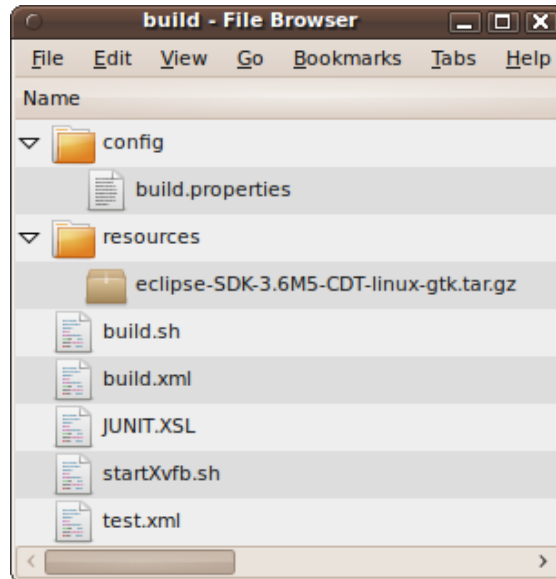 build - File Browser
File Edit View Go Bookmarks Tabs Help
Name
config
build.properties
resources
eclipse-SDK-3.6M5-CDT-linux-gtk.tar.gz
build.sh
build.xml
JUNIT.XSL
startXvfb.sh
test.xml